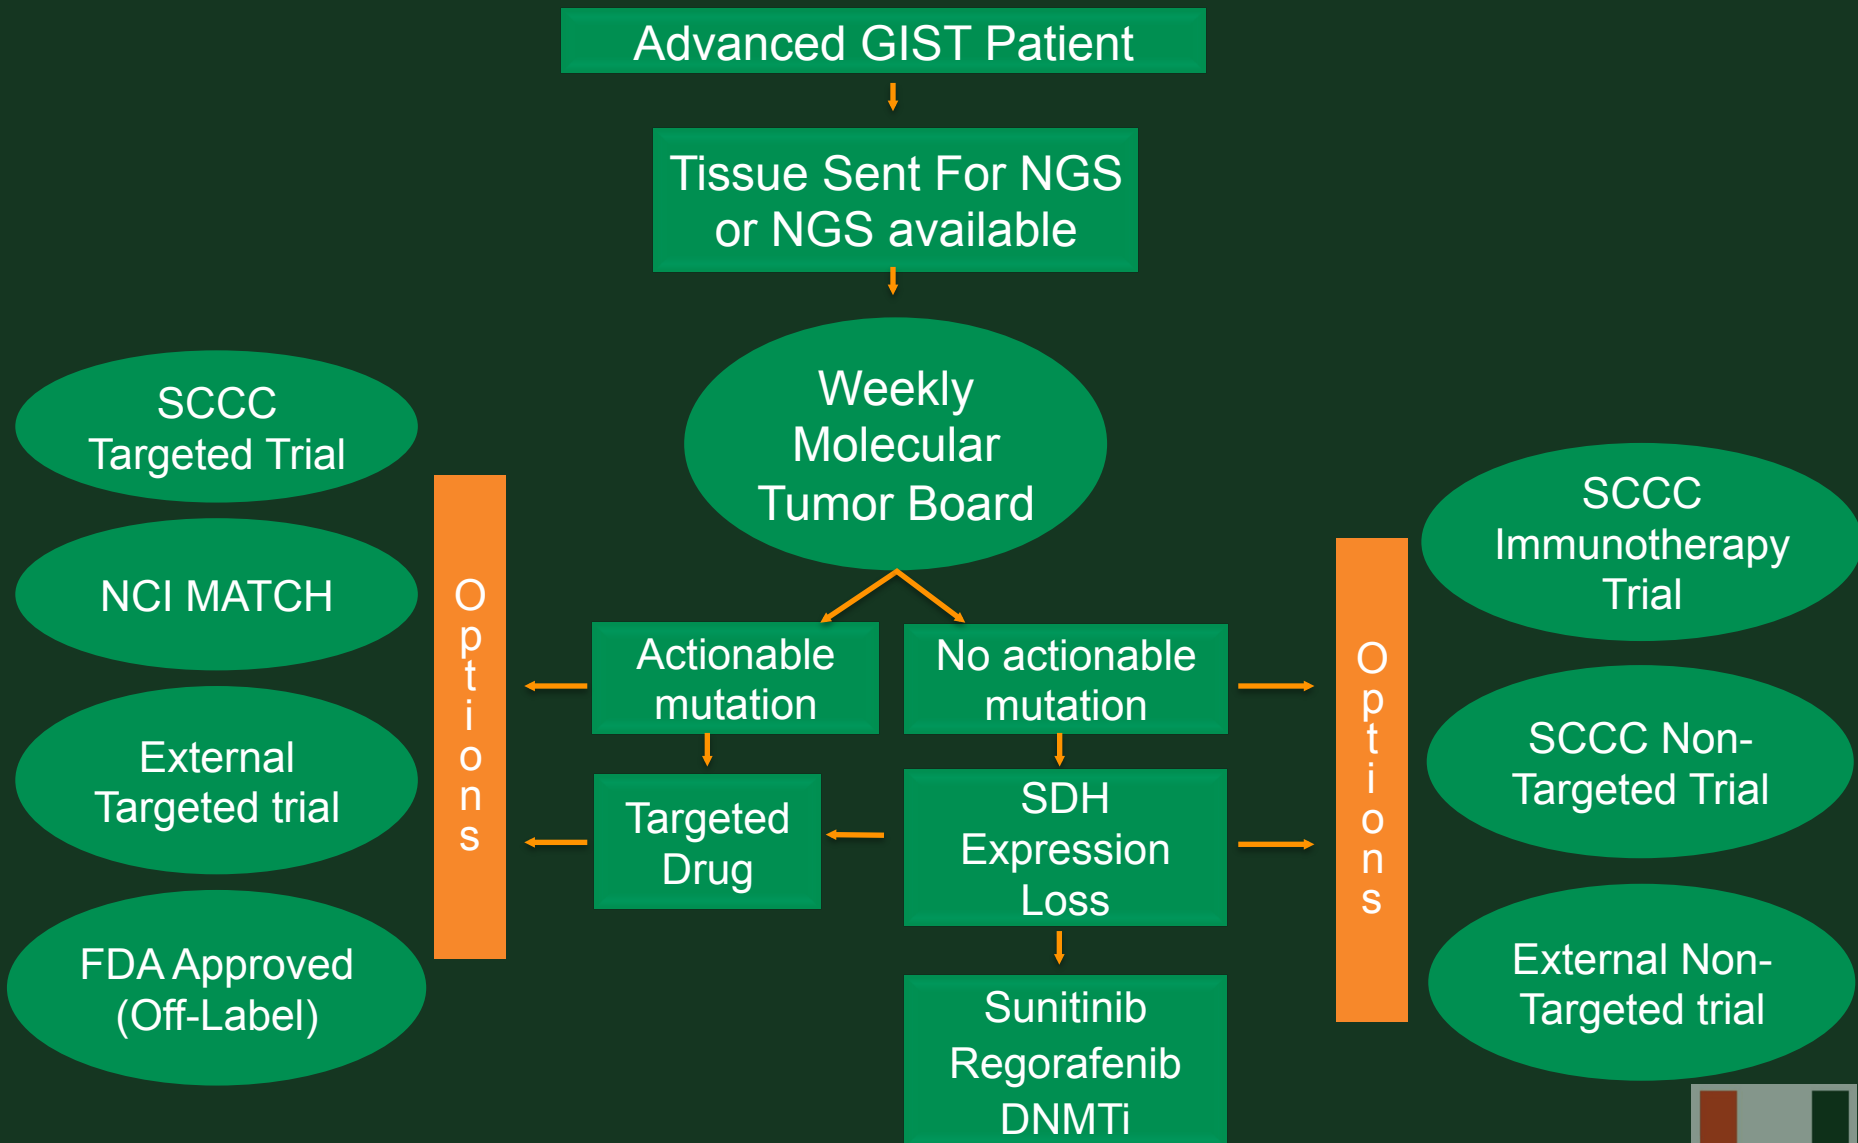 Advanced GIST Patient
Tissue Sent For NGS
or NGS available
Weekly
Molecular
Tumor Board
SCCC
Targeted Trial
NCI MATCH
External
Targeted trial
FDA Approved
(Off-Label)
Options
Actionable
mutation
No actionable
mutation
Targeted
Drug
SDH
Expression
Loss
Sunitinib
Regorafenib
DNMTi
Options
SCCC
Immunotherapy
Trial
SCCC Non-
Targeted Trial
External Non-
Targeted trial